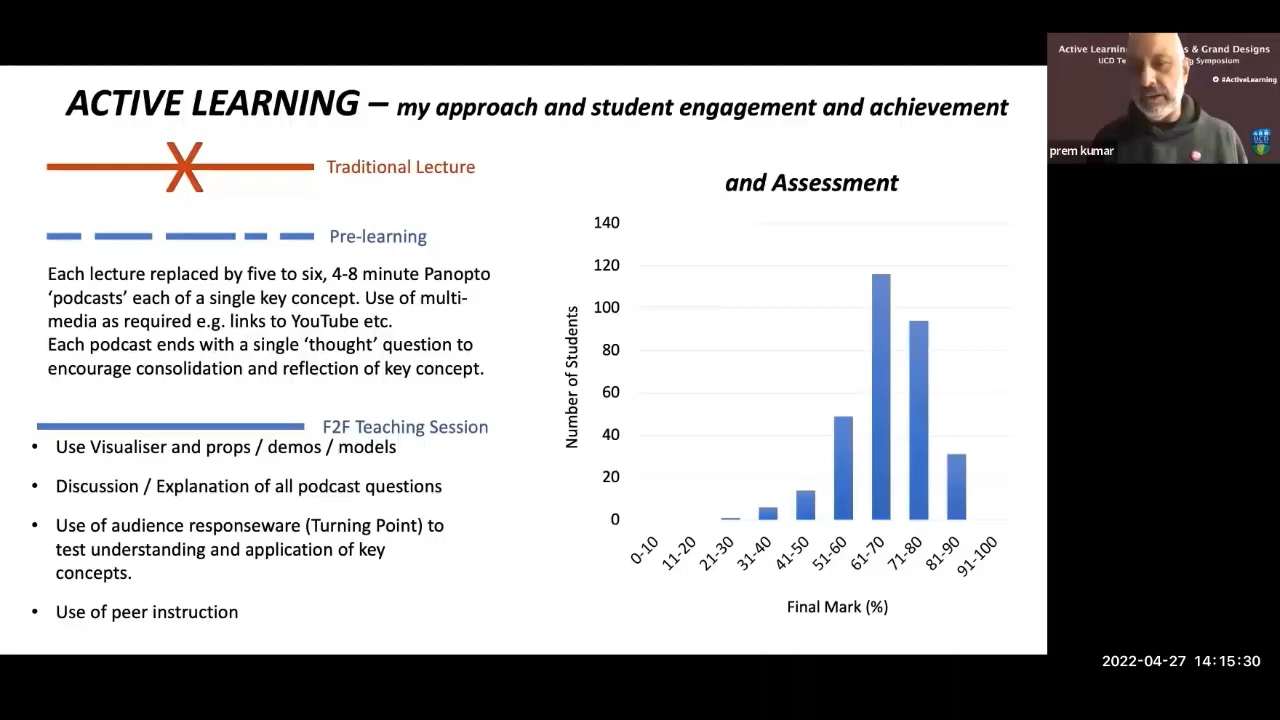 ACTIVE LEARNING – my approach and student engagement and achievement
Traditional Lecture
Pre-learning
Each lecture replaced by five to six, 4-8 minute Panopto
‘podcasts’ each of a single key concept. Use of multi-
media as required e.g. links to YouTube etc.
Each podcast ends with a single ‘thought’ question to
encourage consolidation and reflection of key concept.
F2F Teaching Session
• Use Visualiser and props / demos / models
• Discussion / Explanation of all podcast questions
• Use of audience responseware (Turning Point) to
test understanding and application of key
concepts.
• Use of peer instruction
and Assessment
Number of Students
140
120
100
80
60
40
20
0
0-10
11-20
21-30
31-40
41-50
51-60
61-70
71-80
81-90
91-100
Final Mark (%)
Active Learning & Grand Designs
UCD Symposium
#ActiveLearning
UCD
prem kumar
2022-04-27 14:15:30